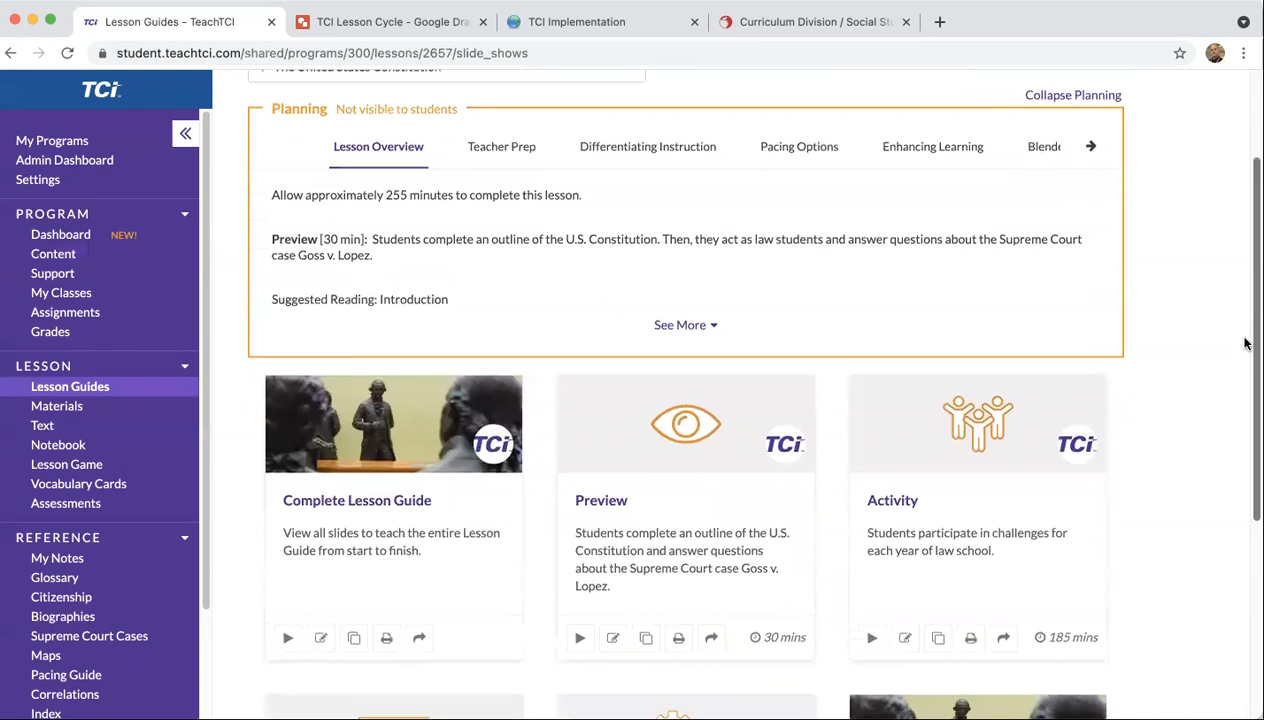 TCi Lesson Guides - TeachTCI
TCI Lesson Cycle - Google Dra
TCI Implementation
Curriculum Division / Social Stu
student.teachtci.com/shared/programs/300/lessons/2657/slide_shows
TCi
My Programs
Admin Dashboard
Settings
PROGRAM
Dashboard NEW!
Content
Support
My Classes
Assignments
Grades
LESSON
Lesson Guides
Materials
Text
Notebook
Lesson Game
Vocabulary Cards
Assessments
REFERENCE
My Notes
Glossary
Citizenship
Biographies
Supreme Court Cases
Maps
Pacing Guide
Correlations
Index
The United States Constitution
Collapse Planning
Planning Not visible to students
Lesson Overview Teacher Prep Differentiating Instruction Pacing Options Enhancing Learning Blende
Allow approximately 255 minutes to complete this lesson.
Preview [30 min]: Students complete an outline of the U.S. Constitution. Then, they act as law students and answer questions about the Supreme Court
case Goss v. Lopez.
Suggested Reading: Introduction
See More
TCi
Complete Lesson Guide
View all slides to teach the entire Lesson
Guide from start to finish.
TCi
Preview
Students complete an outline of the U.S.
Constitution and answer questions
about the Supreme Court case Goss v.
Lopez.
30 mins
TCi
Activity
Students participate in challenges for
each year of law school.
185 mins